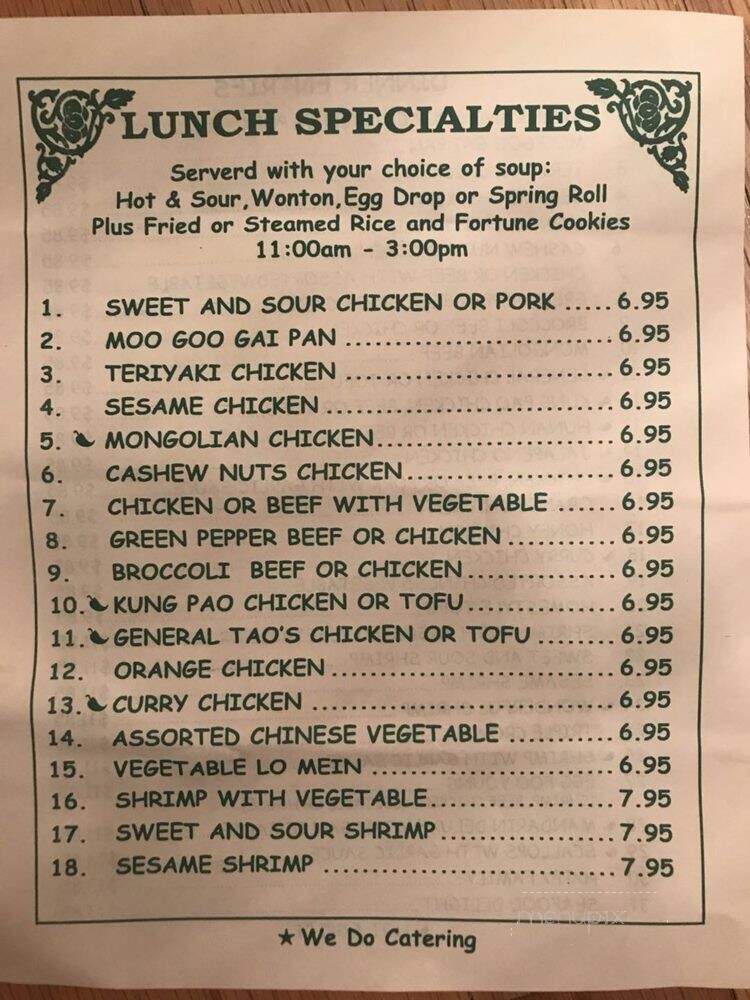 LUNCH SPECIALTIES
Serverd with your choice of soup:
Hot & Sour,Wonton,Egg Drop or Spring Roll
Plus Fried or Steamed Rice and Fortune Cookies
11:00am - 3:00pm
1. SWEET AND SOUR CHICKEN OR PORK ..... 6.95
2. MOO GOO GAI PAN ............................ 6.95
3. TERIYAKI CHICKEN ............................ 6.95
4. SESAME CHICKEN .............................. 6.95
5. MONGOLIAN CHICKEN......................... 6.95
6. CASHEW NUTS CHICKEN...................... 6.95
7. CHICKEN OR BEEF WITH VEGETABLE ...... 6.95
8. GREEN PEPPER BEEF OR CHICKEN ........... 6.95
9. BROCCOLI BEEF OR CHICKEN ................ 6.95
10. KUNG PAO CHICKEN OR TOFU................ 6.95
11. GENERAL TAO'S CHICKEN OR TOFU ........ 6.95
12. ORANGE CHICKEN .............................. 6.95
13. CURRY CHICKEN ................................ 6.95
14. ASSORTED CHINESE VEGETABLE ........... 6.95
15. VEGETABLE LO MEIN .......................... 6.95
16. SHRIMP WITH VEGETABLE.................... 7.95
17. SWEET AND SOUR SHRIMP ................... 7.95
18. SESAME SHRIMP ................................ 7.95
★ We Do Catering
menupix